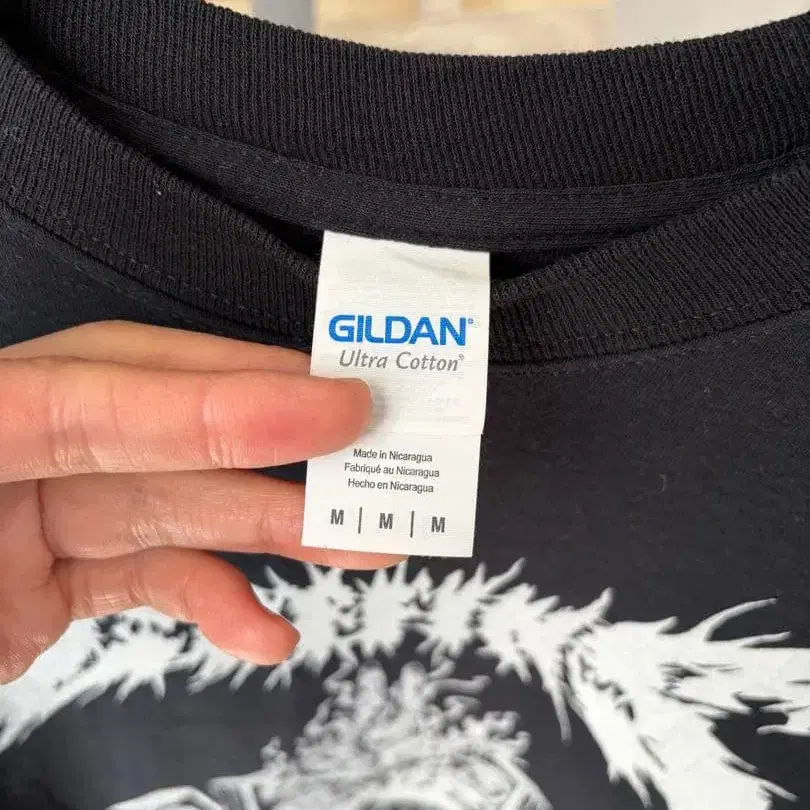 GILDAN®
Ultra Cotton®
Made in Nicaragua
Fabriqué au Nicaragua
Hecho en Nicaragua
M | M | M